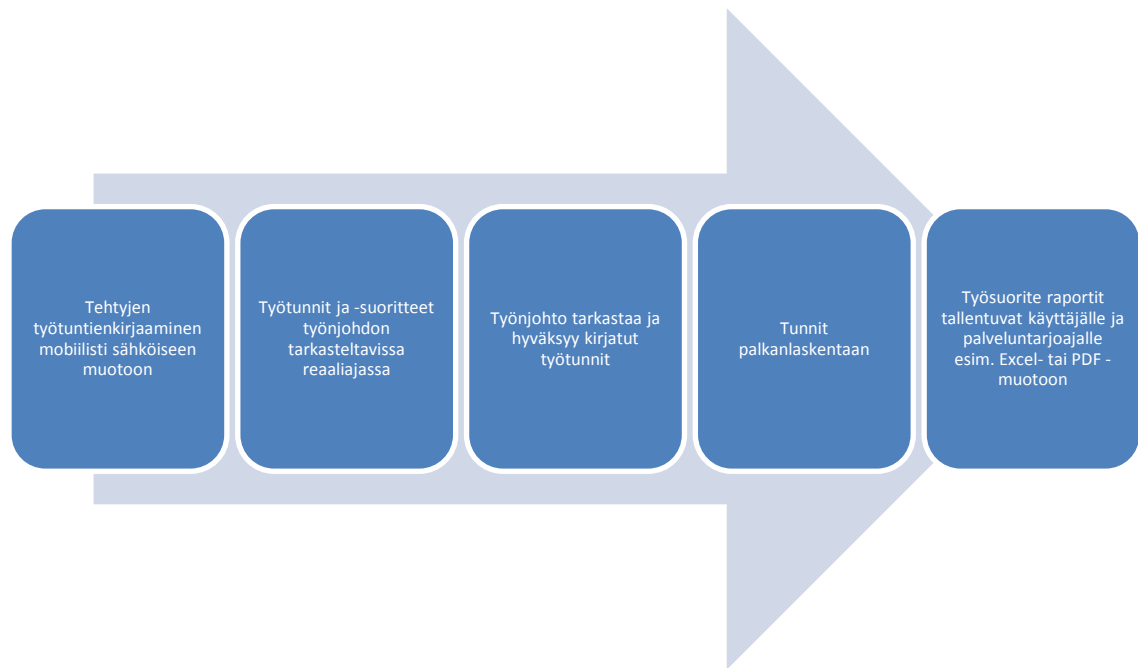 Tehtyjen
työtuntienkirjaaminen
mobiilisti sähköiseen
muotoon
Työtunnit ja -suoritteet
työnjohdon
tarkasteltavissa
reaaliajassa
Työnjohto tarkastaa ja
hyväksyy kirjatut
työtunnit
Tunnit
palkanlaskentaan
Työsuorite raportit
tallentuvat käyttäjälle ja
palveluntarjoajalle
esim. Excel- tai PDF -
muotoon